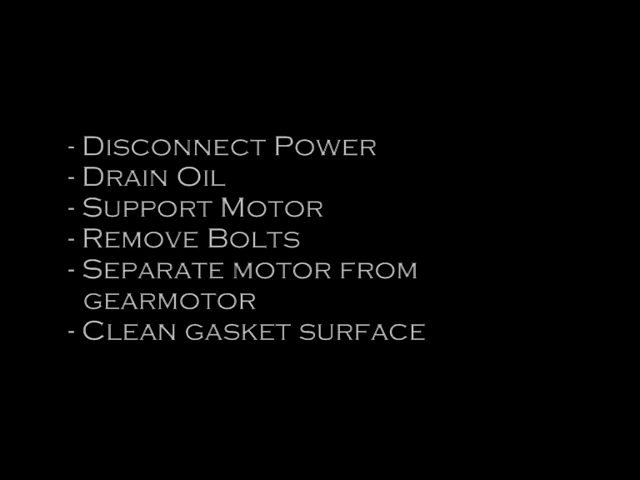 - Disconnect Power
- Drain Oil
- Support Motor
- Remove Bolts
- Separate motor from
gearmotor
- Clean gasket surface